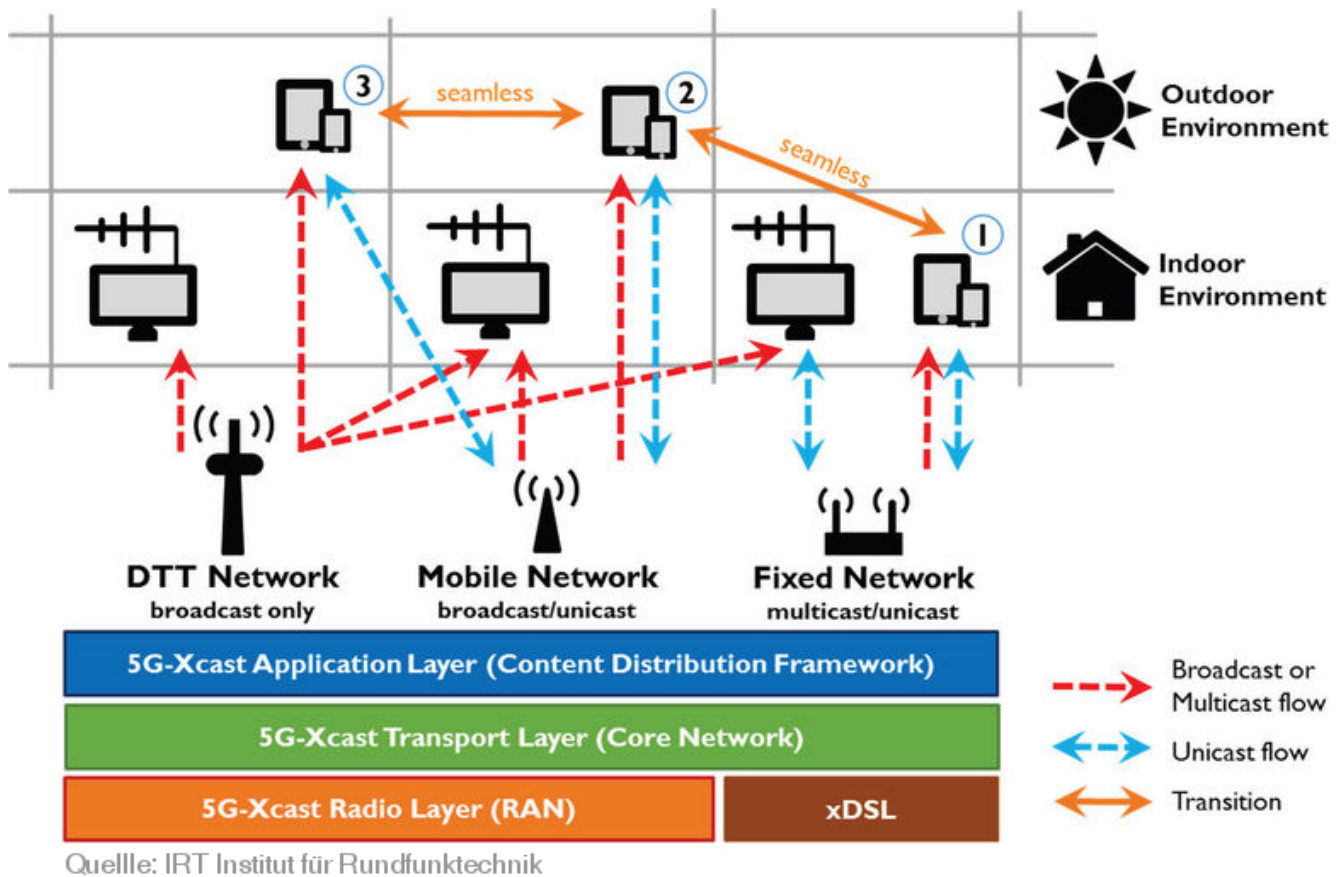 3
seamless
2
Outdoor
Environment
seamless
1
Indoor
Environment
DTT Network
broadcast only
Mobile Network
broadcast/unicast
Fixed Network
multicast/unicast
5G-Xcast Application Layer (Content Distribution Framework)
5G-Xcast Transport Layer (Core Network)
5G-Xcast Radio Layer (RAN)
xDSL
Broadcast or
Multicast flow
Unicast flow
Transition
Quellle: IRT Institut für Rundfunktechnik